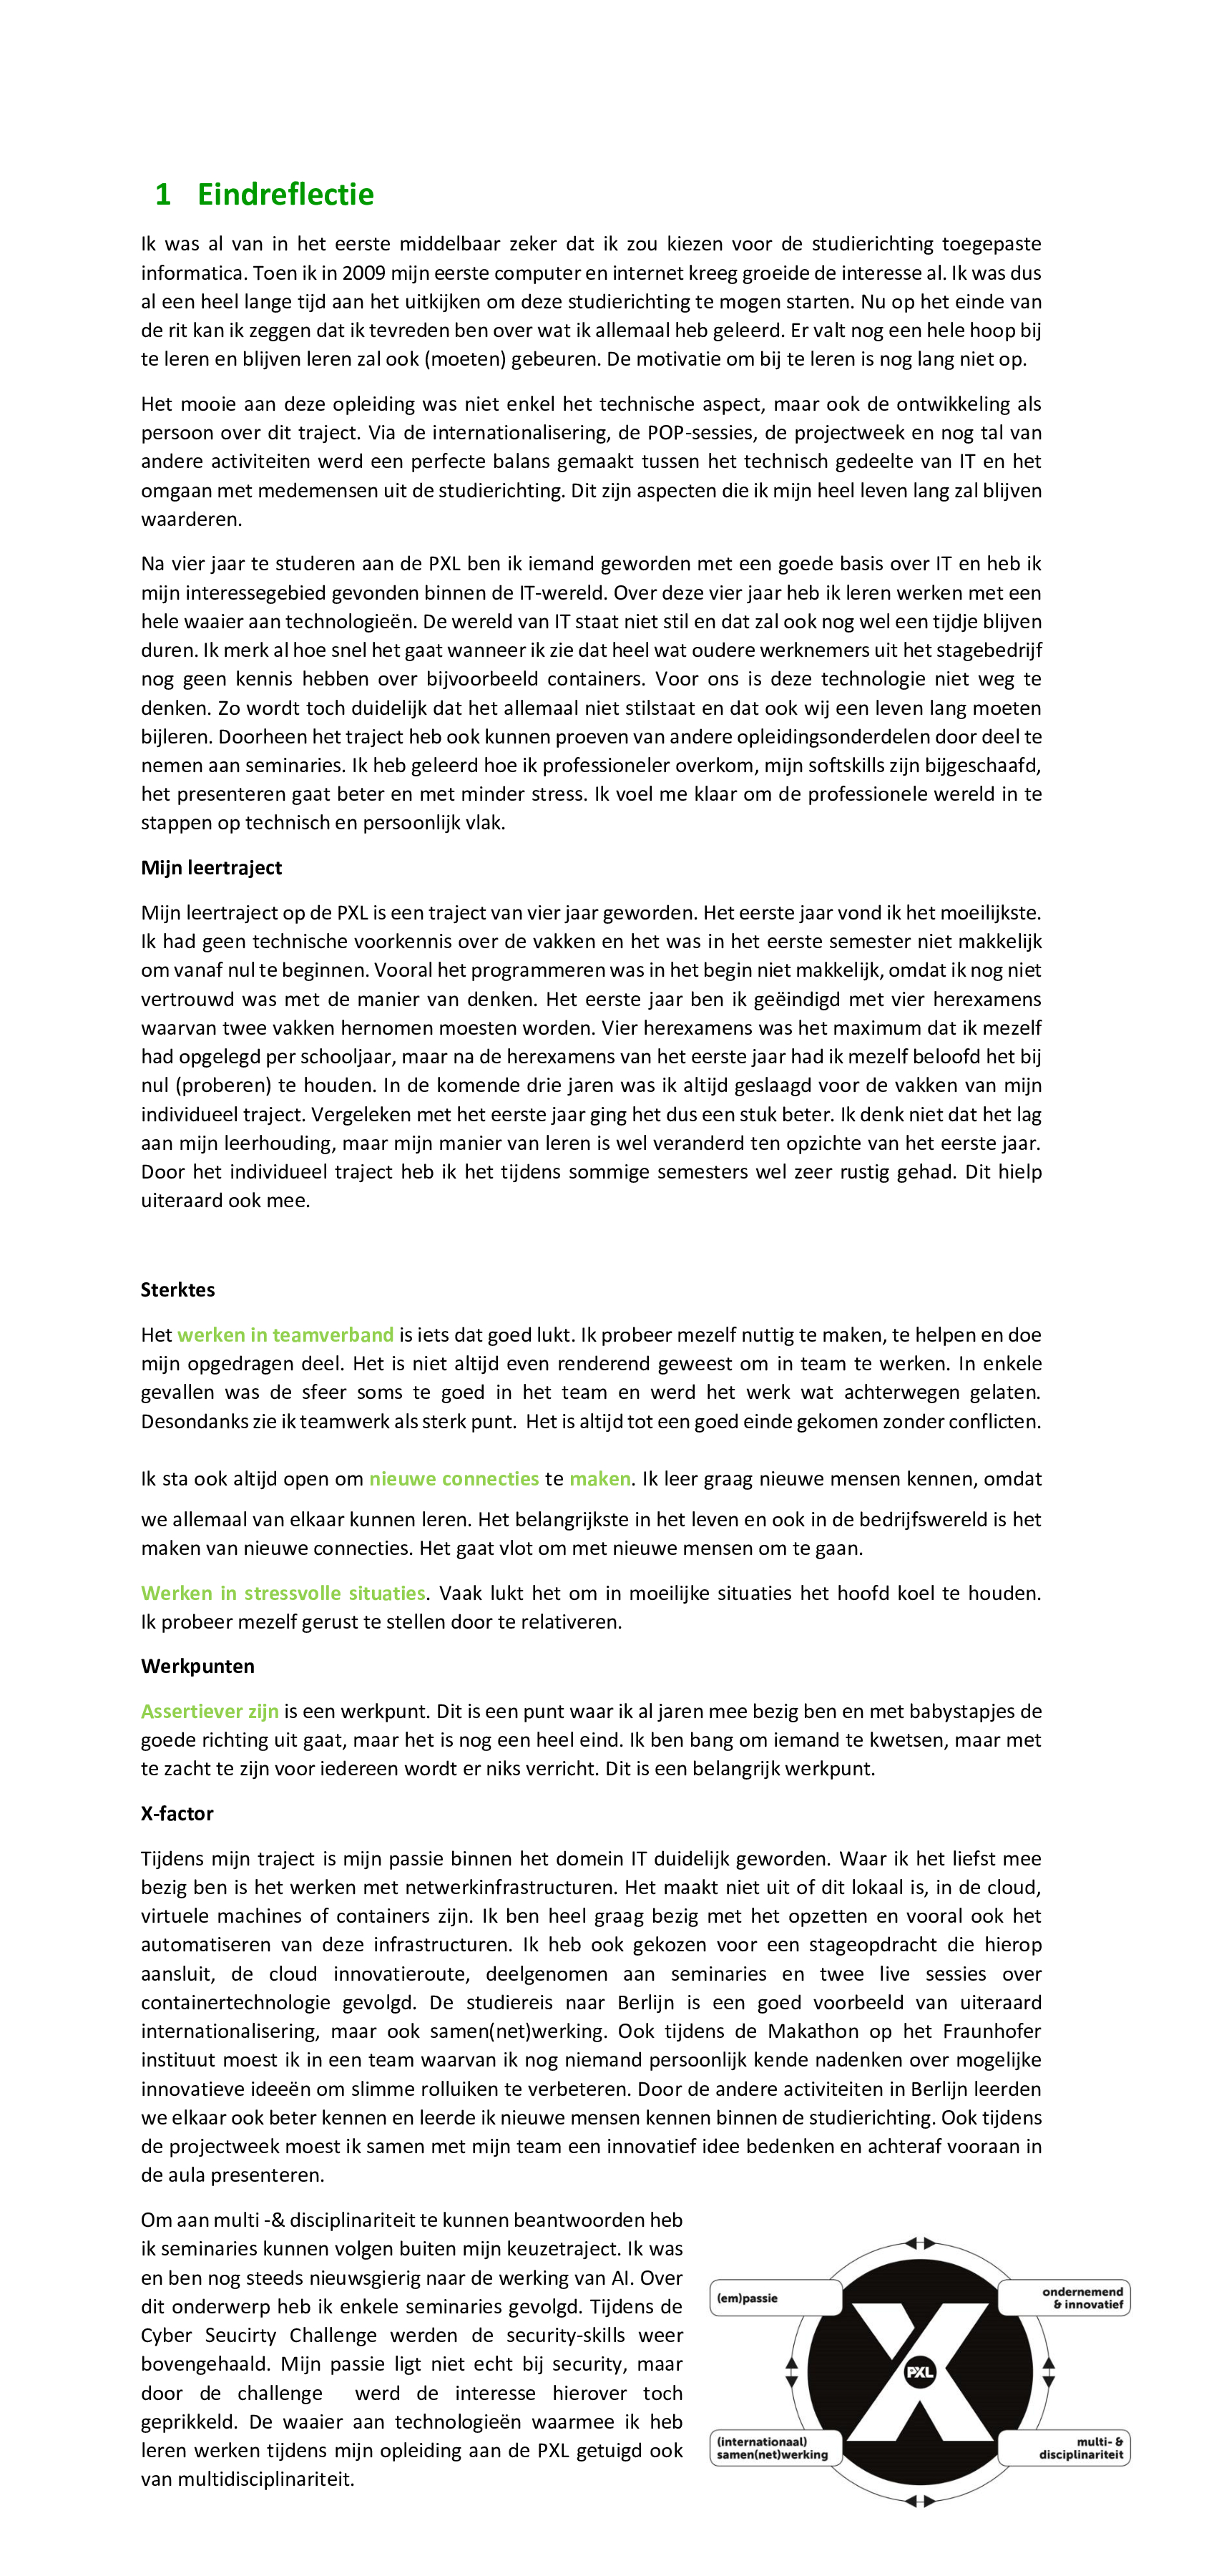 1 Eindreflectie
Ik was al van in het eerste middelbaar zeker dat ik zou kiezen voor de studierichting toegepaste
informatica. Toen ik in 2009 mijn eerste computer en internet kreeg groeide de interesse al. Ik was dus
al een heel lange tijd aan het uitkijken om deze studierichting te mogen starten. Nu op het einde van
de rit kan ik zeggen dat ik tevreden ben over wat ik allemaal heb geleerd. Er valt nog een hele hoop bij
te leren en blijven leren zal ook (moeten) gebeuren. De motivatie om bij te leren is nog lang niet op.
Het mooie aan deze opleiding was niet enkel het technische aspect, maar ook de ontwikkeling als
persoon over dit traject. Via de internationalisering, de POP-sessies, de projectweek en nog tal van
andere activiteiten werd een perfecte balans gemaakt tussen het technisch gedeelte van IT en het
omgaan met medemensen uit de studierichting. Dit zijn aspecten die ik mijn heel leven lang zal blijven
waarderen.
Na vier jaar te studeren aan de PXL ben ik iemand geworden met een goede basis over IT en heb ik
mijn interessegebied gevonden binnen de IT-wereld. Over deze vier jaar heb ik leren werken met een
hele waaier aan technologieën. De wereld van IT staat niet stil en dat zal ook nog wel een tijdje blijven
duren. Ik merk al hoe snel het gaat wanneer ik zie dat heel wat oudere werknemers uit het stagebedrijf
nog geen kennis hebben over bijvoorbeeld containers. Voor ons is deze technologie niet weg te
denken. Zo wordt toch duidelijk dat het allemaal niet stilstaat en dat ook wij een leven lang moeten
bijleren. Doorheen het traject heb ook kunnen proeven van andere opleidingsonderdelen door deel te
nemen aan seminaries. Ik heb geleerd hoe ik professioneler overkom, mijn softskills zijn bijgeschaafd,
het presenteren gaat beter en met minder stress. Ik voel me klaar om de professionele wereld in te
stappen op technisch en persoonlijk vlak.
Mijn leertraject
Mijn leertraject op de PXL is een traject van vier jaar geworden. Het eerste jaar vond ik het moeilijkste.
Ik had geen technische voorkennis over de vakken en het was in het eerste semester niet makkelijk
om vanaf nul te beginnen. Vooral het programmeren was in het begin niet makkelijk, omdat ik nog niet
vertrouwd was met de manier van denken. Het eerste jaar ben ik geëindigd met vier herexamens
waarvan twee vakken hernomen moesten worden. Vier herexamens was het maximum dat ik mezelf
had opgelegd per schooljaar, maar na de herexamens van het eerste jaar had ik mezelf beloofd het bij
nul (proberen) te houden. In de komende drie jaren was ik altijd geslaagd voor de vakken van mijn
individueel traject. Vergeleken met het eerste jaar ging het dus een stuk beter. Ik denk niet dat het lag
aan mijn leerhouding, maar mijn manier van leren is wel veranderd ten opzichte van het eerste jaar.
Door het individueel traject heb ik het tijdens sommige semesters wel zeer rustig gehad. Dit hielp
uiteraard ook mee.
Sterktes
Het werken in teamverband is iets dat goed lukt. Ik probeer mezelf nuttig te maken, te helpen en doe
mijn opgedragen deel. Het is niet altijd even renderend geweest om in team te werken. In enkele
gevallen was de sfeer soms te goed in het team en werd het werk wat achterwegen gelaten.
Desondanks zie ik teamwerk als sterk punt. Het is altijd tot een goed einde gekomen zonder conflicten.
Ik sta ook altijd open om nieuwe connecties te maken. Ik leer graag nieuwe mensen kennen, omdat
we allemaal van elkaar kunnen leren. Het belangrijkste in het leven en ook in de bedrijfswereld is het
maken van nieuwe connecties. Het gaat vlot om met nieuwe mensen om te gaan.
Werken in stressvolle situaties. Vaak lukt het om in moeilijke situaties het hoofd koel te houden.
Ik probeer mezelf gerust te stellen door te relativeren.
Werkpunten
Assertiever zijn is een werkpunt. Dit is een punt waar ik al jaren mee bezig ben en met babystapjes de
goede richting uit gaat, maar het is nog een heel eind. Ik ben bang om iemand te kwetsen, maar met
te zacht te zijn voor iedereen wordt er niks verricht. Dit is een belangrijk werkpunt.
X-factor
Tijdens mijn traject is mijn passie binnen het domein IT duidelijk geworden. Waar ik het liefst mee
bezig ben is het werken met netwerkinfrastructuren. Het maakt niet uit of dit lokaal is, in de cloud,
virtuele machines of containers zijn. Ik ben heel graag bezig met het opzetten en vooral ook het
automatiseren van deze infrastructuren. Ik heb ook gekozen voor een stageopdracht die hierop
aansluit, de cloud innovatieroute, deelgenomen aan seminaries en twee live sessies over
containertechnologie gevolgd. De studiereis naar Berlijn is een goed voorbeeld van uiteraard
internationalisering, maar ook samen(net)werking. Ook tijdens de Makathon op het Fraunhofer
instituut moest ik in een team waarvan ik nog niemand persoonlijk kende nadenken over mogelijke
innovatieve ideeën om slimme rolluiken te verbeteren. Door de andere activiteiten in Berlijn leerden
we elkaar ook beter kennen en leerde ik nieuwe mensen kennen binnen de studierichting. Ook tijdens
de projectweek moest ik samen met mijn team een innovatief idee bedenken en achteraf vooraan in
de aula presenteren.
Om aan multi -& disciplinariteit te kunnen beantwoorden heb
ik seminaries kunnen volgen buiten mijn keuzetraject. Ik was
en ben nog steeds nieuwsgierig naar de werking van AI. Over
dit onderwerp heb ik enkele seminaries gevolgd. Tijdens de
Cyber Seucirty Challenge werden de security-skills weer
bovengehaald. Mijn passie ligt niet echt bij security, maar
door de challenge werd de interesse hierover toch
geprikkeld. De waaier aan technologieën waarmee ik heb
leren werken tijdens mijn opleiding aan de PXL getuigd ook
van multidisciplinariteit.
(em)passie
ondernemend
& innovatief
PXL
(internationaal)
samen(net)werking
multi- &
disciplinariteit